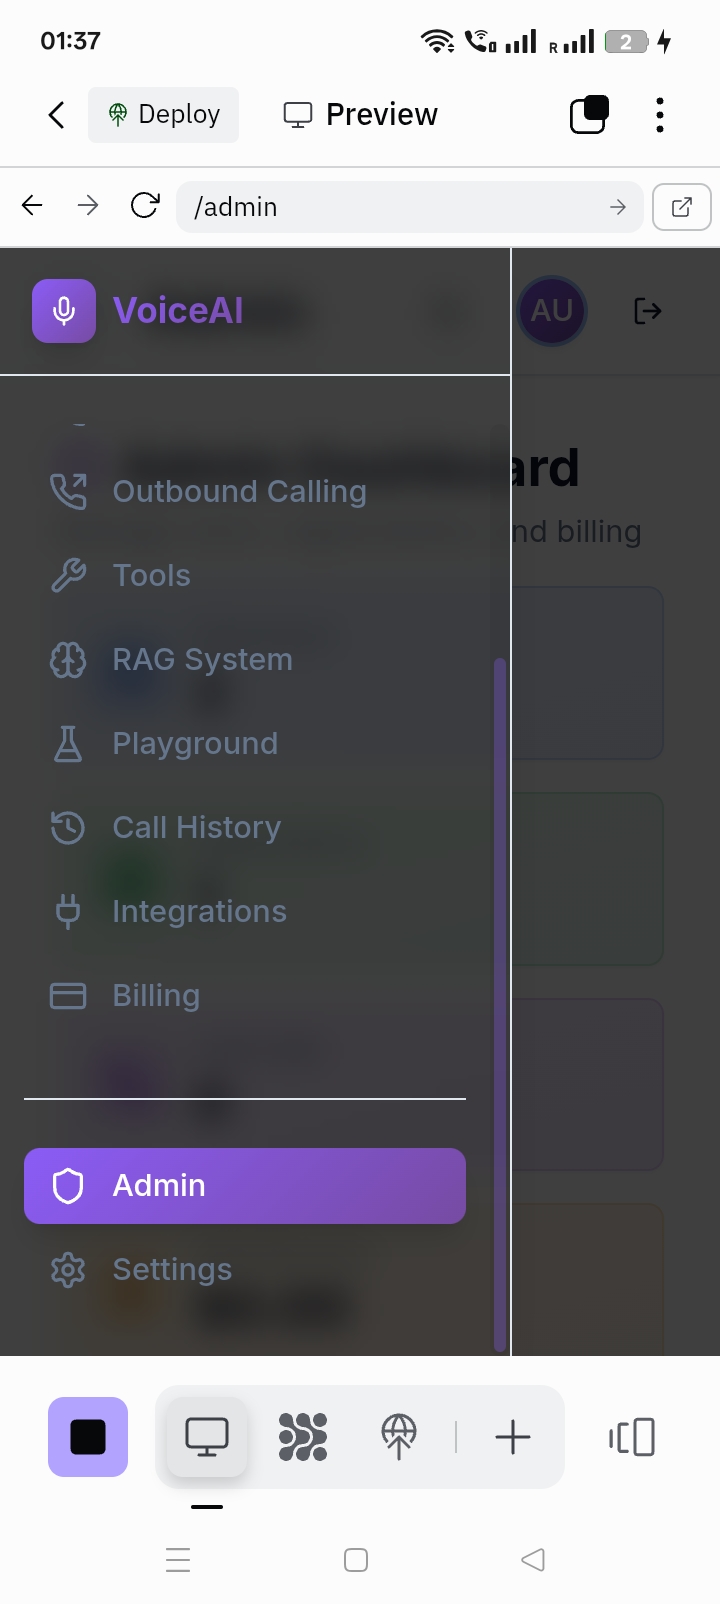 01:37
R
2
Deploy
Preview
/admin
VoiceAI
AU
ard
Outbound Calling
nd billing
Tools
RAG System
Playground
Call History
Integrations
Billing
Admin
Settings